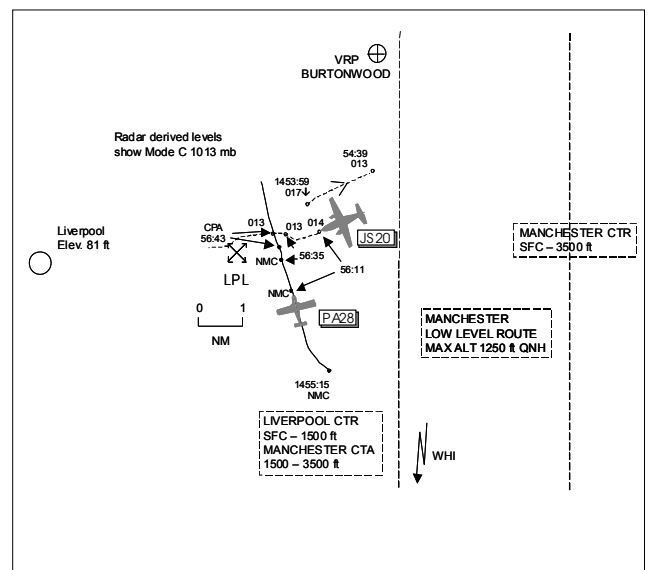 VRP
BURTONWOOD
Radar derived levels
show Mode C 1013 mb
54:39
013
1453:59
017↓
CPA
56:43
013
013
014
JS20
Liverpool
Elev. 81 ft
MANCHESTER CTR
SFC – 3500 ft
NMC
56:35
LPL
56:11
NMC
0 1
NM
PA28
MANCHESTER
LOW LEVEL ROUTE
MAX ALT 1250 ft QNH
1455:15
NMC
LIVERPOOL CTR
SFC – 1500 ft
MANCHESTER CTA
1500 – 3500 ft
WHI